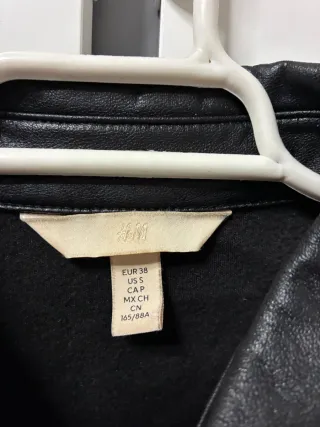 H&M
EUR 38
US S
CA P
MX CH
CN
165/88A